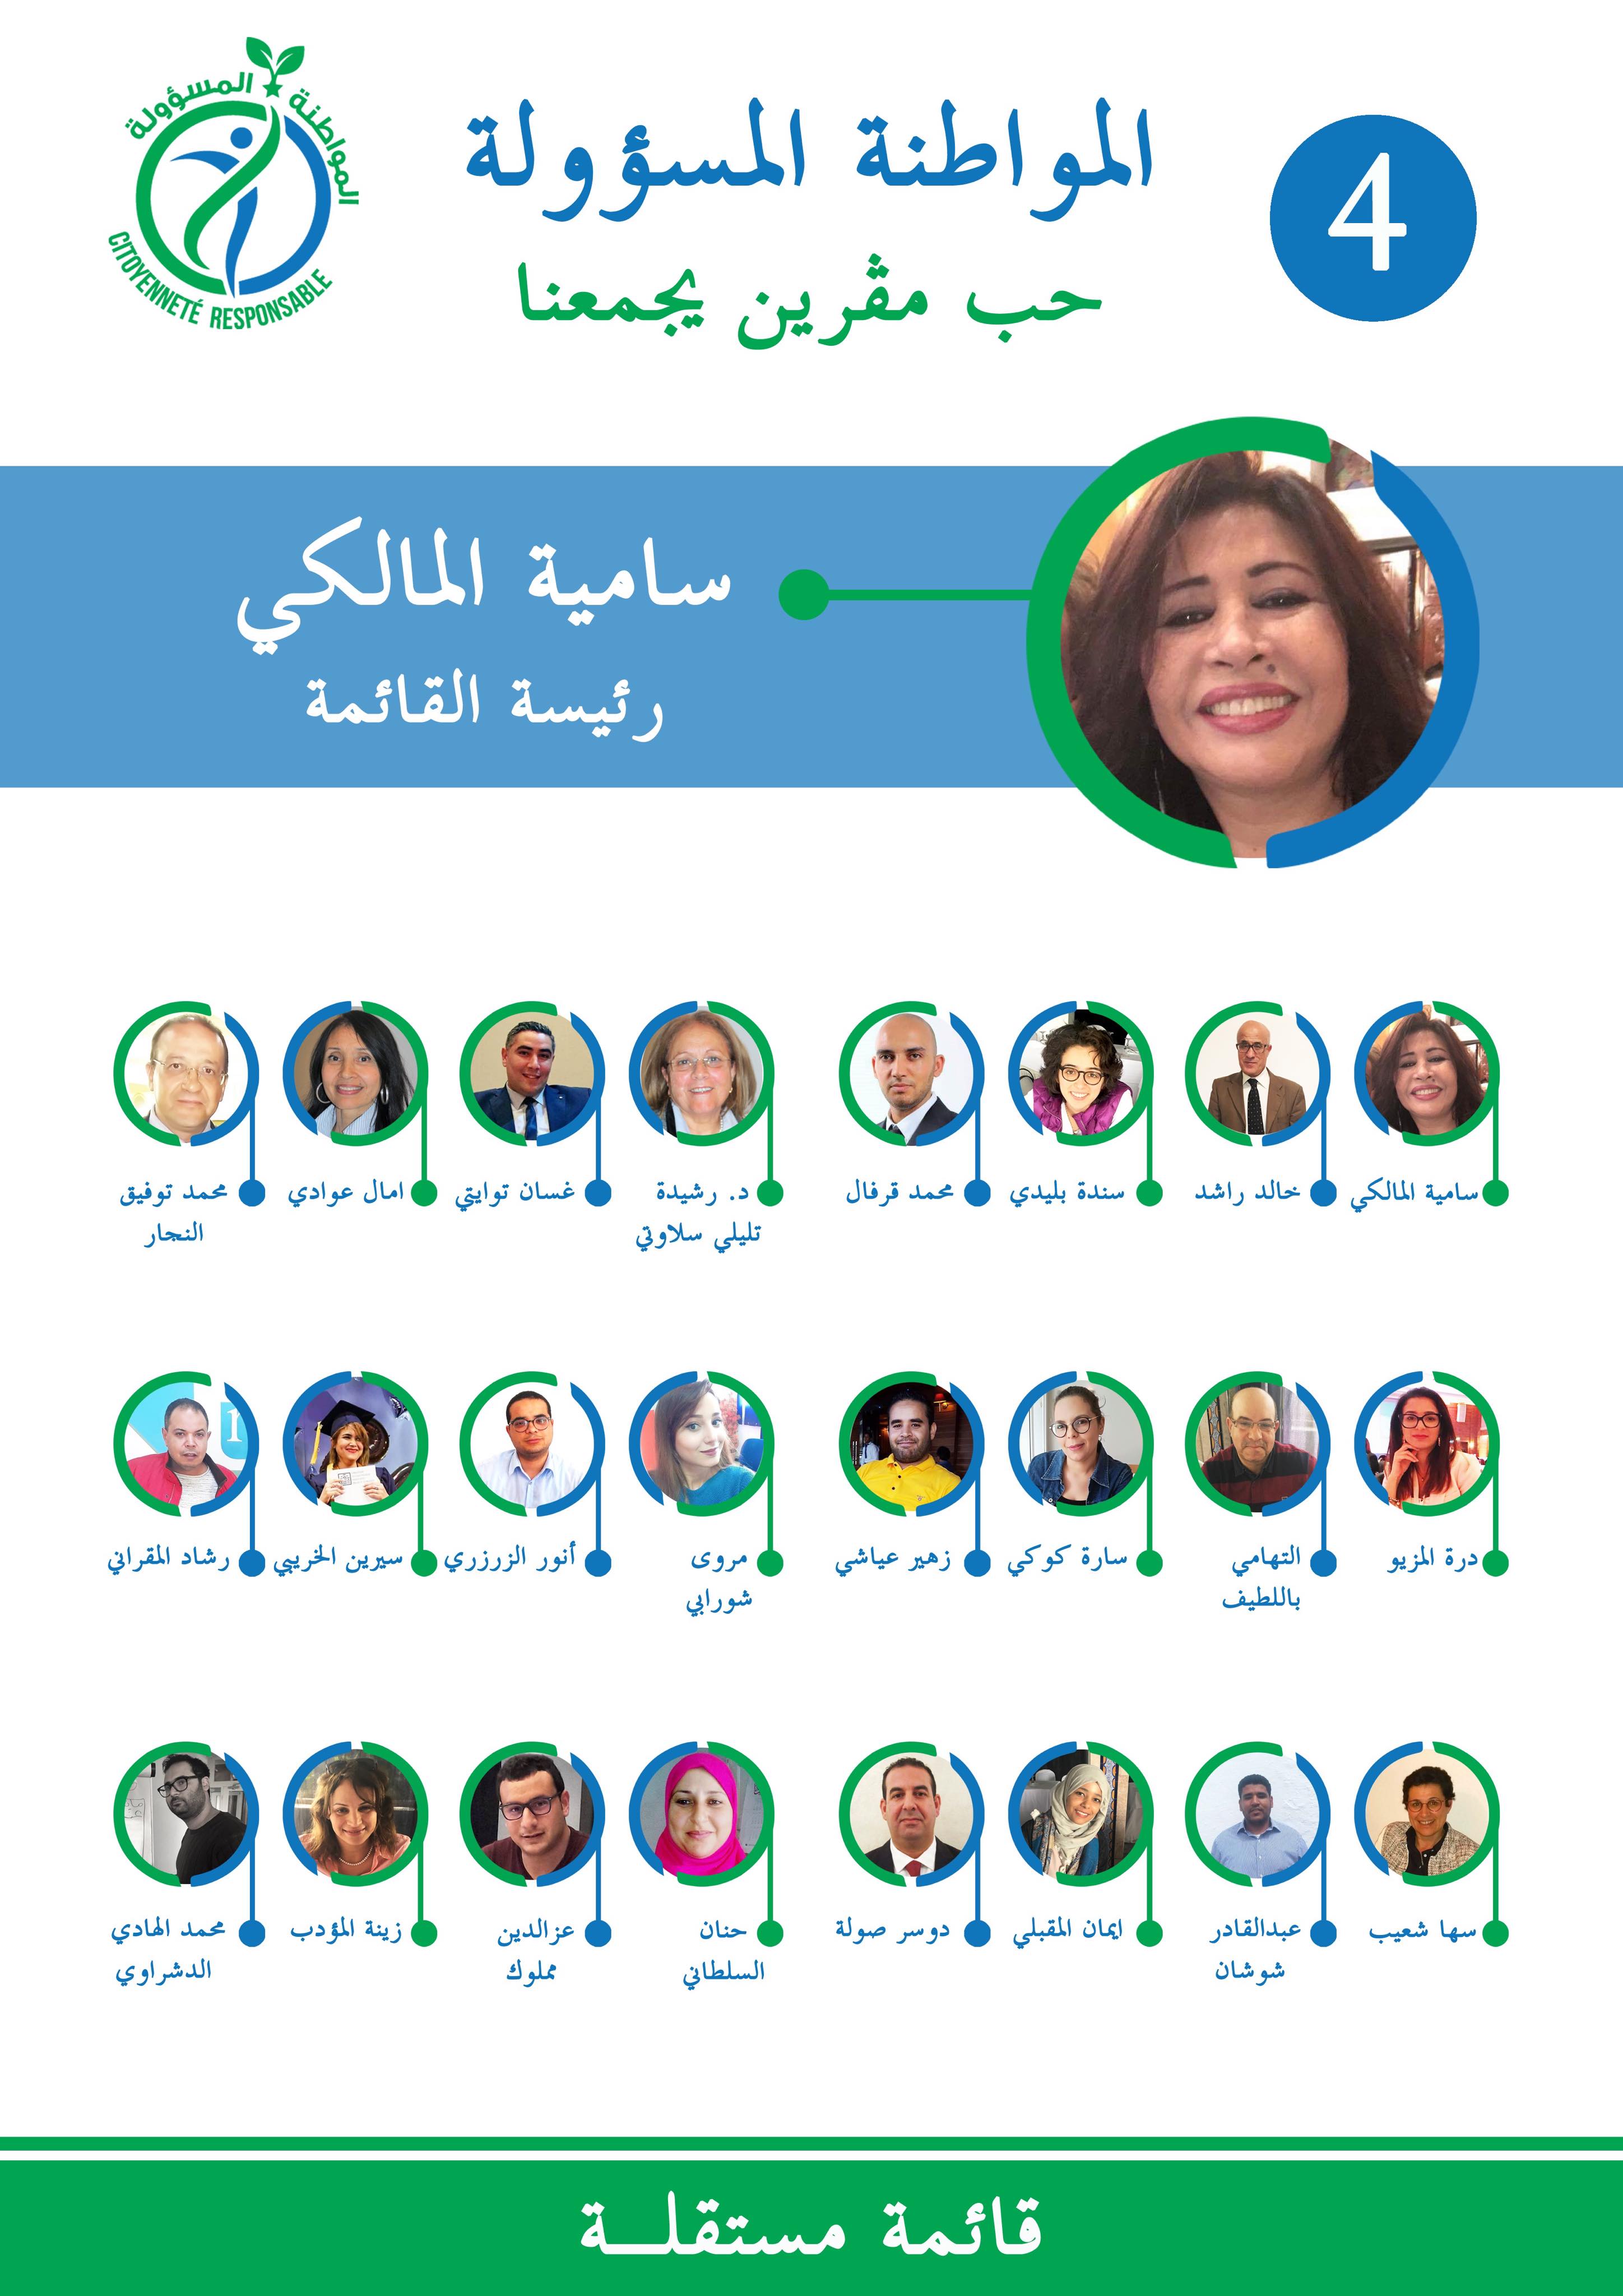 المواطنة المسؤولة
CITOYENNETÉ RESPONSABLE
المواطنة المسؤولة
حب مڨرين يجمعنا
4
سامية المالكي
رئيسة القائمة
سامية المالكي
خالد راشد
سندة بليدي
محمد قرفال
د. رشيدة
تليلي سلاوتي
غسان توايتي
امال عوادي
محمد توفيق
النجار
درة المزيو
التهامي
باللطيف
سارة كوكي
زهير عياشي
مروى
شورابي
أنور الزرزري
سيرين الخريبي
رشاد المقراني
سها شعيب
عبدالقادر
شوشان
ايمان المقبلي
دوسر صولة
حنان
السلطاني
عزالدين
مملوك
زينة المؤدب
محمد الهادي
الدشراوي
قائمة مستقلــة